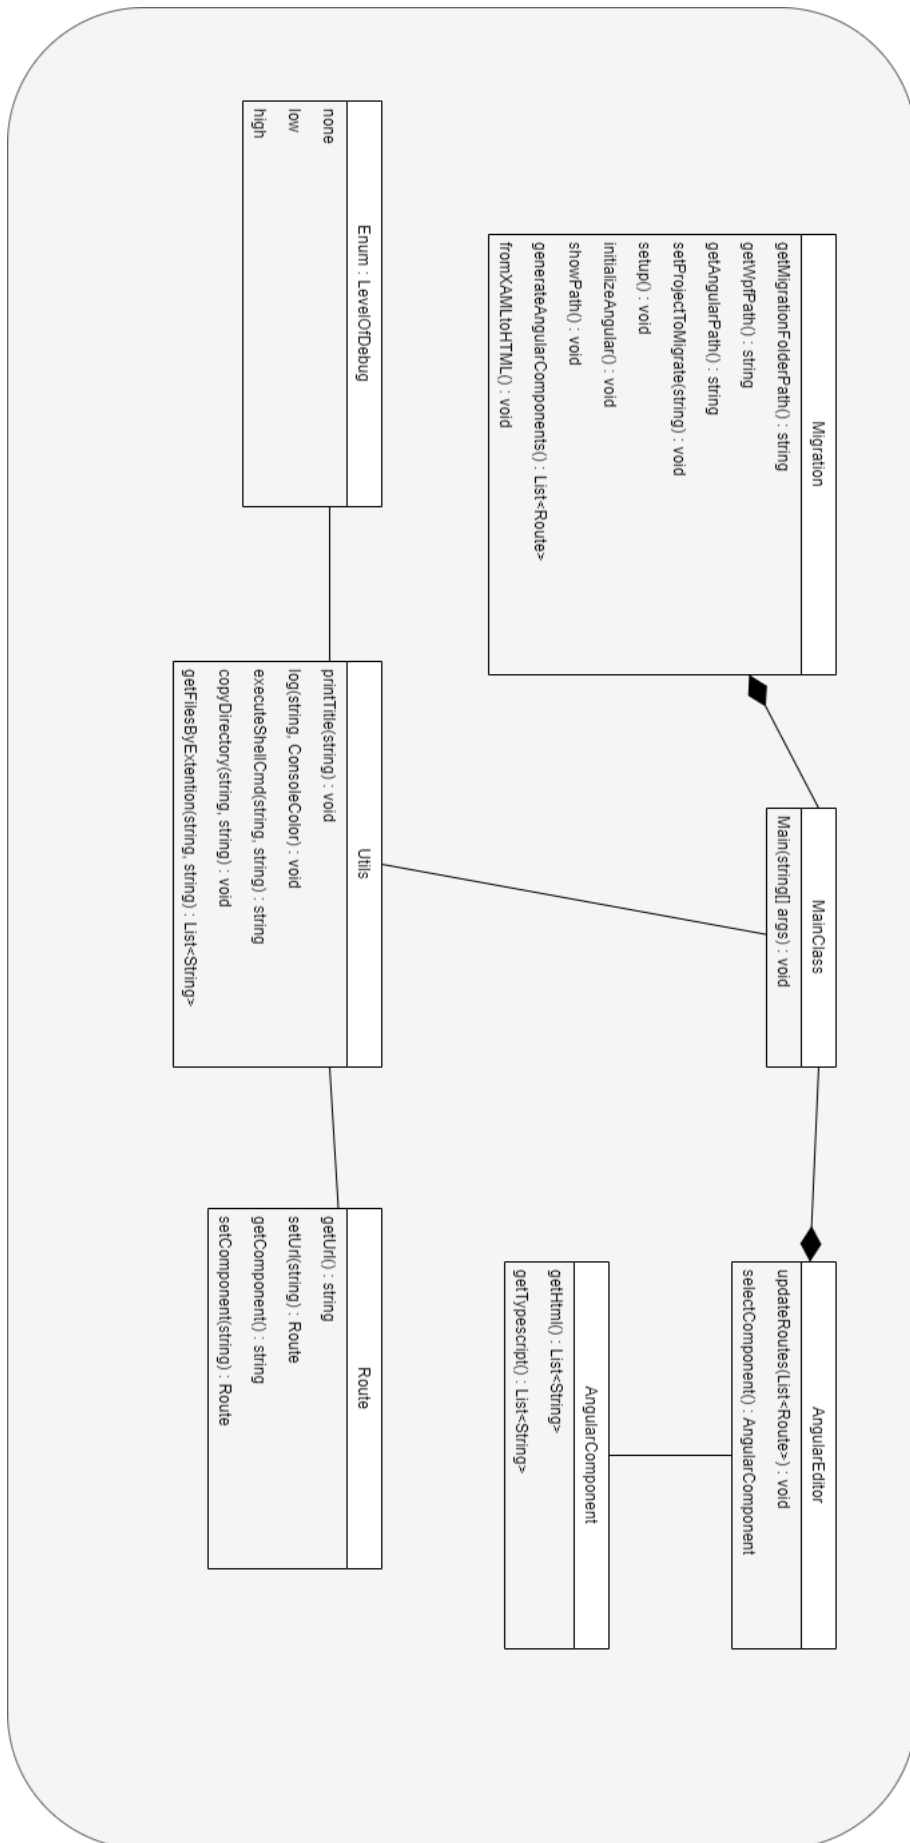 Migration
getMigrationFolderPath() : string
getWpfPath() : string
getAngularPath() : string
setProjectToMigrate(string) : void
setup() : void
initializeAngular() : void
showPath() : void
generateAngularComponents() : List<Route>
fromXAMLtoHTML() : void
MainClass
Main(string[] args) : void
AngularEditor
updateRoutes(List<Route>) : void
selectComponent() : AngularComponent
AngularComponent
getHtml() : List<String>
getTypescript() : List<String>
Enum : LevelOfDebug
none
low
high
Utils
printTitle(string) : void
log(string, ConsoleColor) : void
executeShellCmd(string, string) : string
copyDirectory(string, string) : void
getFilesByExtention(string, string) : List<String>
Route
getUrl() : string
setUrl(string) : Route
getComponent() : string
setComponent(string) : Route